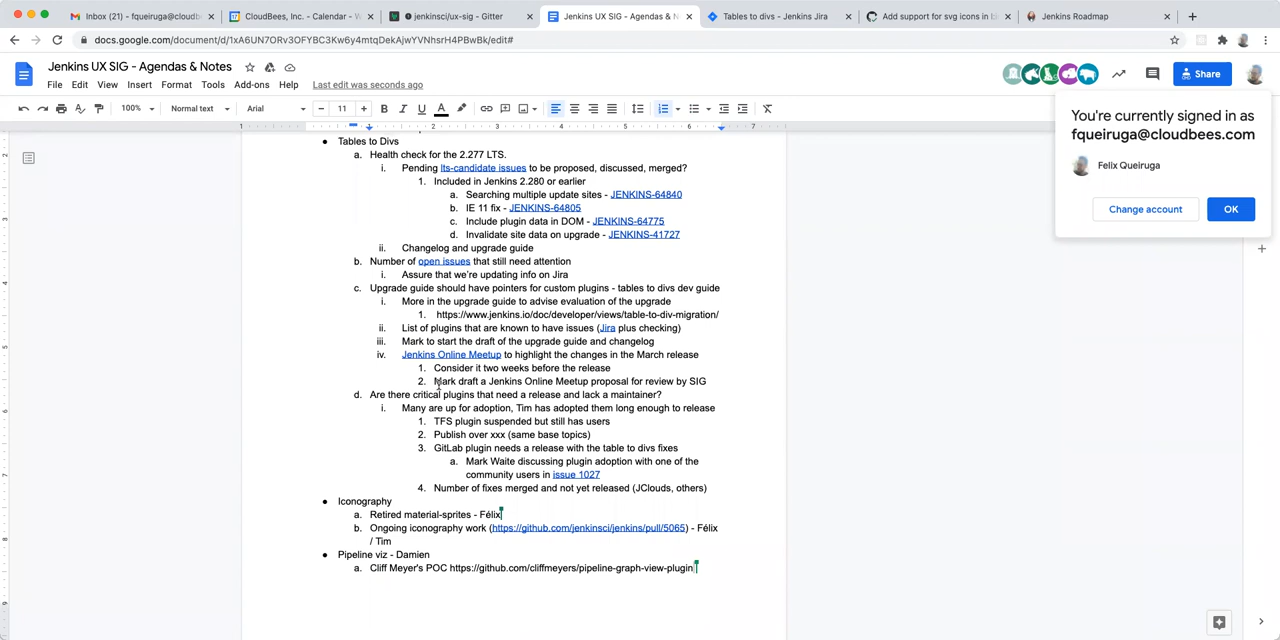 Inbox (21) - fqueiruga@cloudb
CloudBees, Inc. - Calendar - W
jenkinsci/ux-sig - Gitter
Jenkins UX SIG - Agendas & N
Tables to divs - Jenkins Jira
Add support for svg icons in b
Jenkins Roadmap
docs.google.com/document/d/1xA6UN7ORv3OFYBC3Kw6y4mtqDekAjwYVNhsrH4PBwBk/edit#
Jenkins UX SIG - Agendas & Notes
File Edit View Insert Format Tools Add-ons Help Last edit was seconds ago
Share
100% Normal text Arial 11
You're currently signed in as
fqueiruga@cloudbees.com
Felix Queiruga
Change account OK
• Tables to Divs
a. Health check for the 2.277 LTS.
i. Pending lts-candidate issues to be proposed, discussed, merged?
1. Included in Jenkins 2.280 or earlier
a. Searching multiple update sites - JENKINS-64840
b. IE 11 fix - JENKINS-64805
c. Include plugin data in DOM - JENKINS-64775
d. Invalidate site data on upgrade - JENKINS-41727
ii. Changelog and upgrade guide
b. Number of open issues that still need attention
i. Assure that we're updating info on Jira
c. Upgrade guide should have pointers for custom plugins - tables to divs dev guide
i. More in the upgrade guide to advise evaluation of the upgrade
1. https://www.jenkins.io/doc/developer/views/table-to-div-migration/
ii. List of plugins that are known to have issues (Jira plus checking)
iii. Mark to start the draft of the upgrade guide and changelog
iv. Jenkins Online Meetup to highlight the changes in the March release
1. Consider it two weeks before the release
2. Mark draft a Jenkins Online Meetup proposal for review by SIG
d. Are there critical plugins that need a release and lack a maintainer?
i. Many are up for adoption, Tim has adopted them long enough to release
1. TFS plugin suspended but still has users
2. Publish over xxx (same base topics)
3. GitLab plugin needs a release with the table to divs fixes
a. Mark Waite discussing plugin adoption with one of the
community users in issue 1027
4. Number of fixes merged and not yet released (JClouds, others)
• Iconography
a. Retired material-sprites - Félix
b. Ongoing iconography work (https://github.com/jenkinsci/jenkins/pull/5065) - Félix
/ Tim
• Pipeline viz - Damien
a. Cliff Meyer's POC https://github.com/cliffmeyers/pipeline-graph-view-plugin